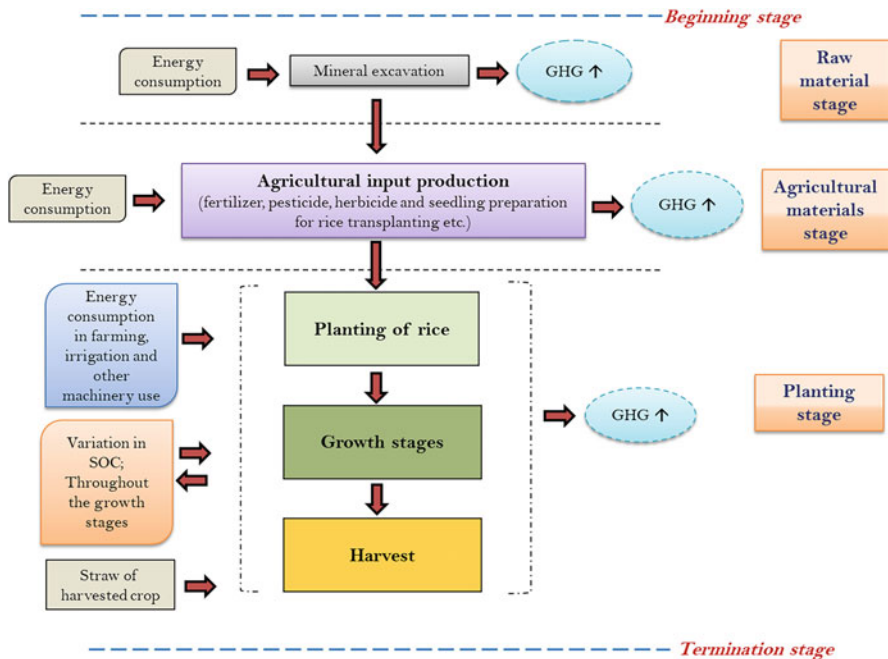 Beginning stage
Energy
consumption
Mineral excavation
GHG ↑
Raw
material
stage
Energy
consumption
Agricultural input production
(fertilizer, pesticide, herbicide and seedling preparation
for rice transplanting etc.)
GHG ↑
Agricultural
materials
stage
Energy
consumption
in farming,
irrigation and
other
machinery use
Planting of rice
Growth stages
GHG ↑
Planting
stage
Variation in
SOC;
Throughout
the growth
stages
Harvest
Straw of
harvested crop
Termination stage